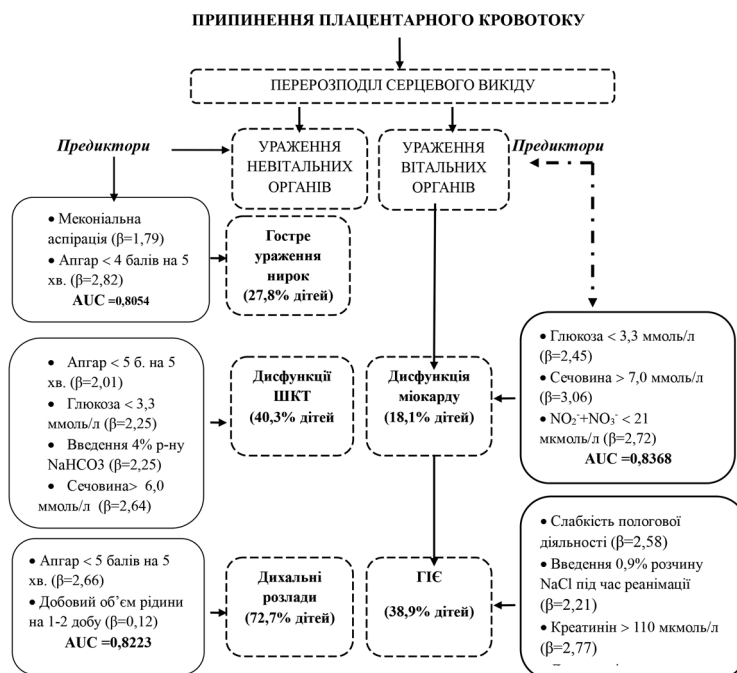 ПРИПИНЕННЯ ПЛАЦЕНТАРНОГО КРОВОТОКУ
ПЕРЕРОЗПОДІЛ СЕРЦЕВОГО ВИКІДУ
Предиктори
УРАЖЕННЯ
НЕВІТАЛЬНИХ
ОРГАНІВ
УРАЖЕННЯ
ВІТАЛЬНИХ
ОРГАНІВ
Предиктори
• Меконіальна
аспірація (β=1,79)
• Апгар < 4 балів на 5
хв. (β=2,82)
AUC =0,8054
Гостре
ураження
нирок
(27,8% дітей)
• Глюкоза < 3,3 ммоль/л
(β=2,45)
• Сечовина > 7,0 ммоль/л
(β=3,06)
• NO₂⁻+NO₃⁻ < 21
мкмоль/л (β=2,72)
AUC =0,8368
• Апгар < 5 б. на 5
хв. (β=2,01)
• Глюкоза < 3,3
ммоль/л (β=2,25)
• Введення 4% р-ну
NaHCO3 (β=2,25)
• Сечовина> 6,0
ммоль/л (β=2,64)
Дисфункції
ШКТ
(40,3% дітей
Дисфункція
міокарду
(18,1% дітей)
• Апгар < 5 балів на 5
хв. (β=2,66)
• Добовий об’єм рідини
на 1-2 добу (β=0,12)
AUC =0,8223
Дихальні
розлади
(72,7% дітей)
ГІЄ
(38,9% дітей)
• Слабкість пологової
діяльності (β=2,58)
• Введення 0,9% розчину
NaCl під час реанімації
(β=2,21)
• Креатинін > 110 мкмоль/л
(β=2,77)